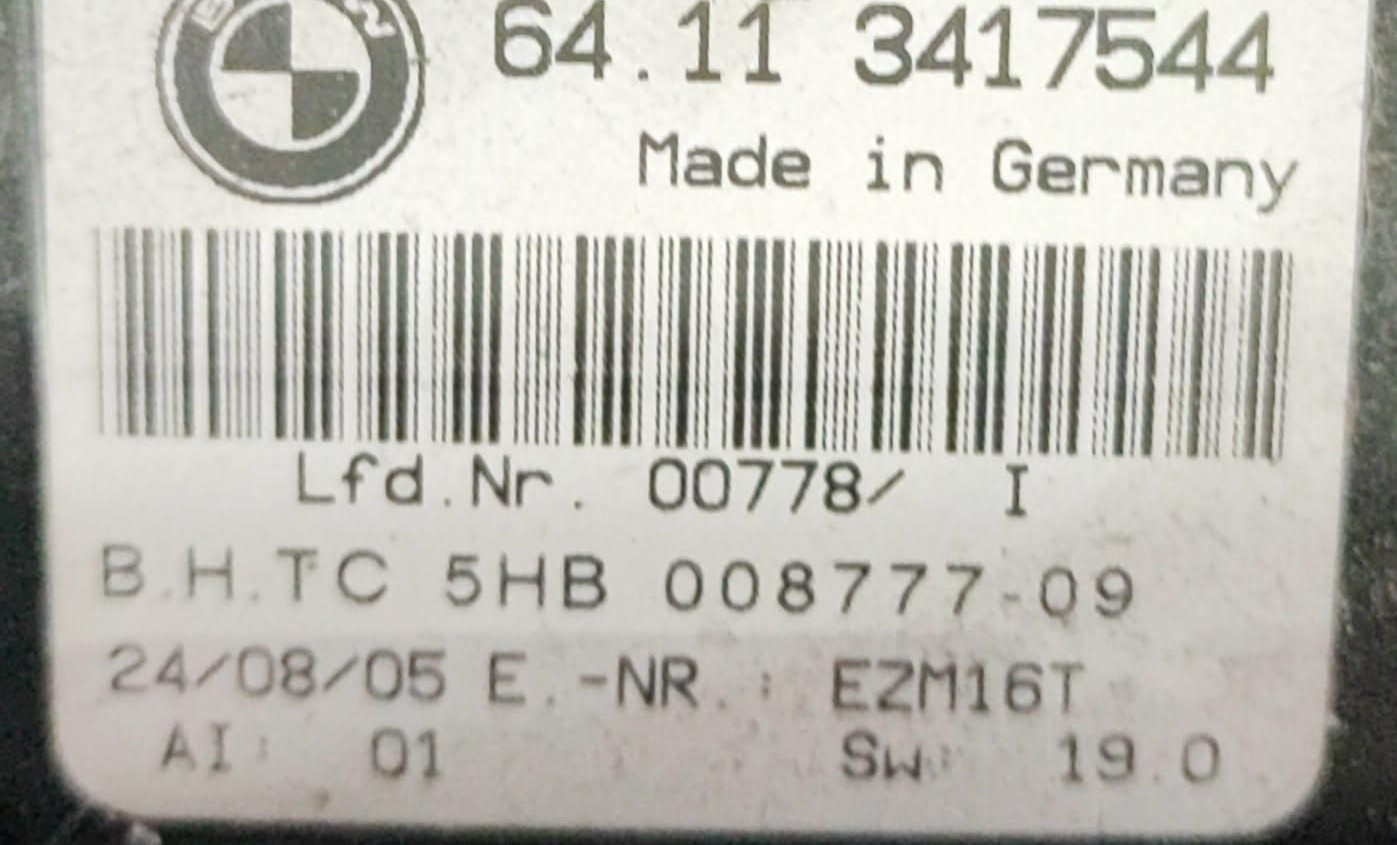 BMW
64.11 3417544
Made in Germany
Lfd.Nr. 00778/ I
B.H.TC 5HB 008777-09
24/08/05 E.-NR.: EZM16T
AI: 01 Sw: 19.0